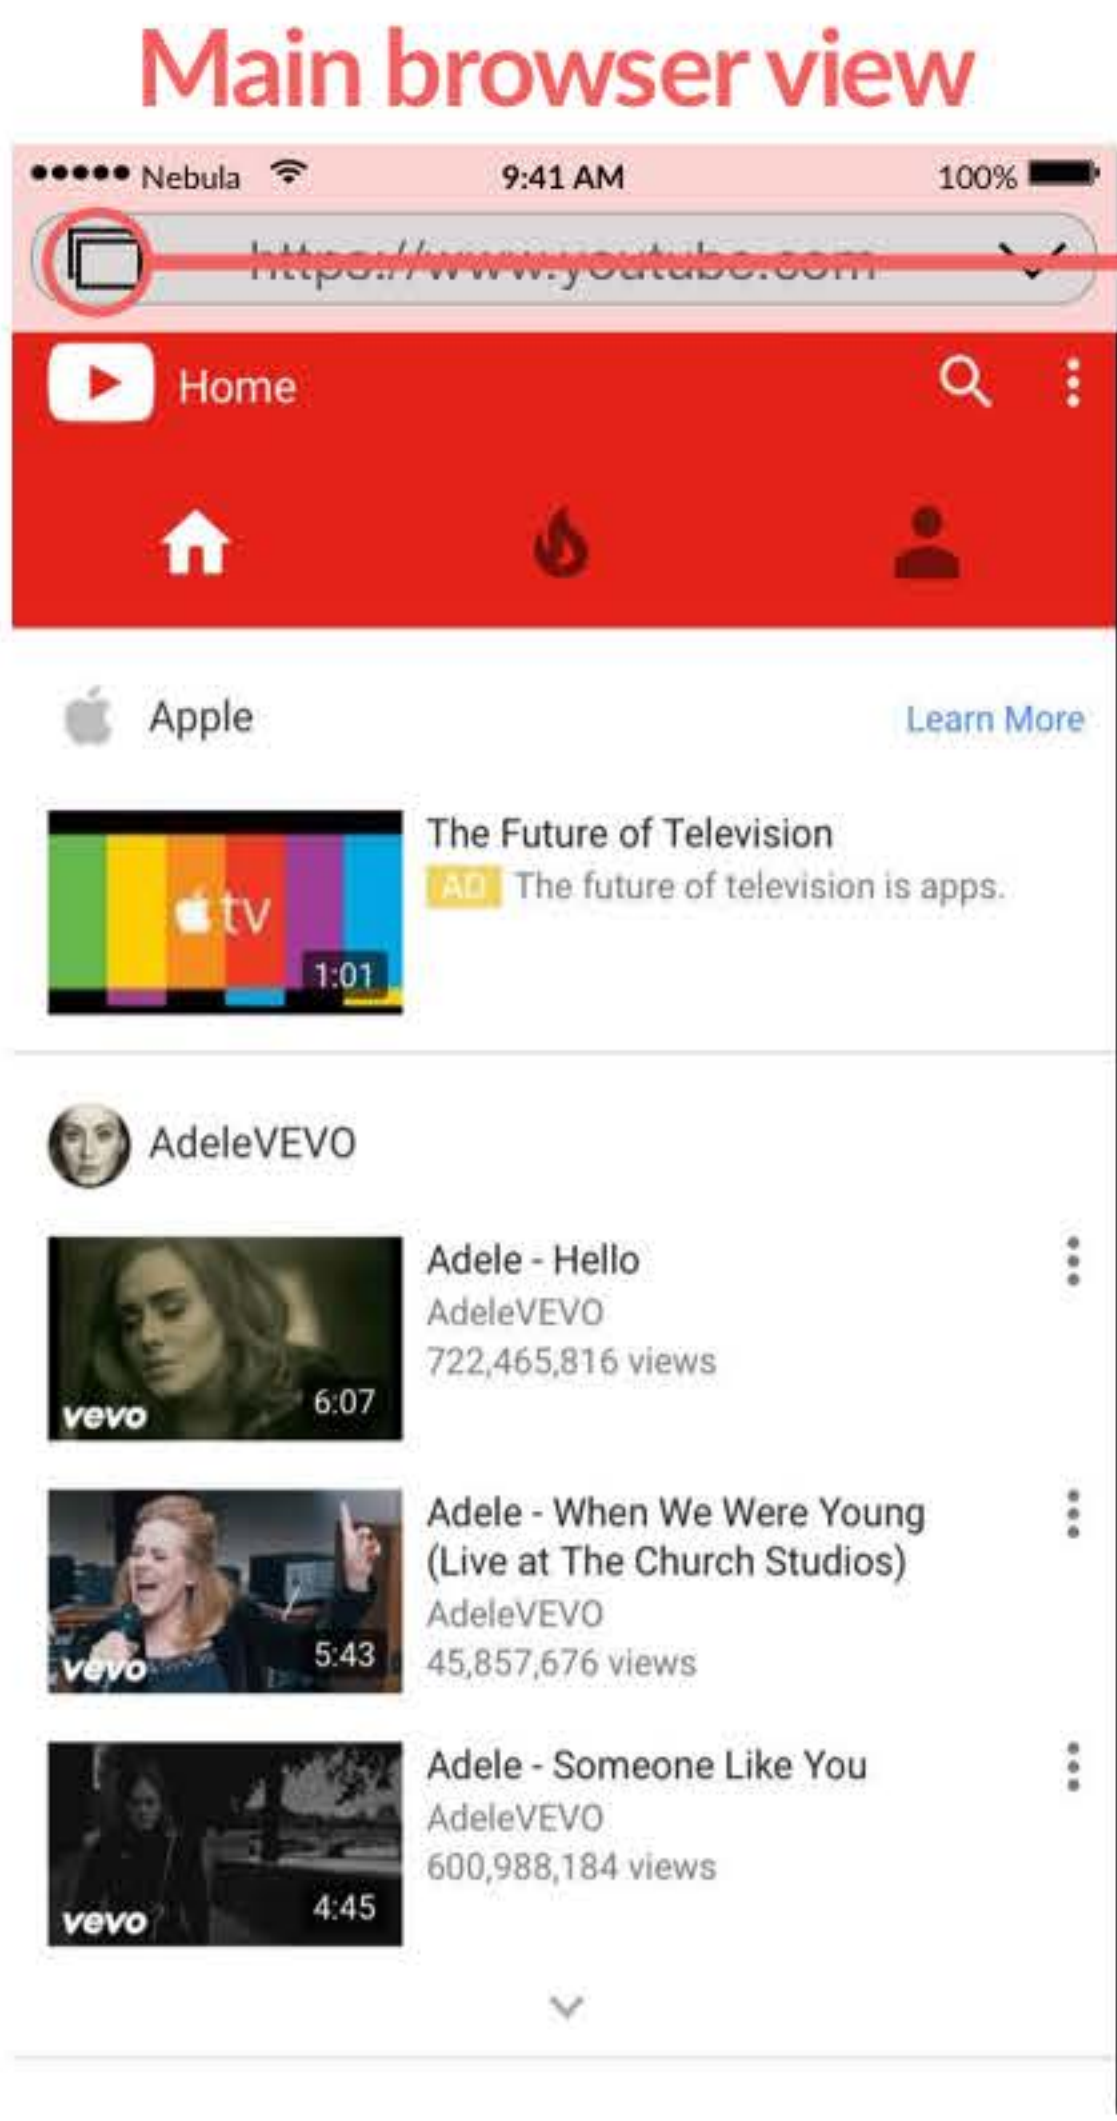 Main browser view
Nebula 9:41 AM 100%
https://www.youtube.com
Home
Apple Learn More
The Future of Television
AD The future of television is apps.
tv
1:01
AdeleVEVO
Adele - Hello
AdeleVEVO
722,465,816 views
vevo 6:07
Adele - When We Were Young
(Live at The Church Studios)
AdeleVEVO
45,857,676 views
vevo 5:43
Adele - Someone Like You
AdeleVEVO
600,988,184 views
vevo 4:45